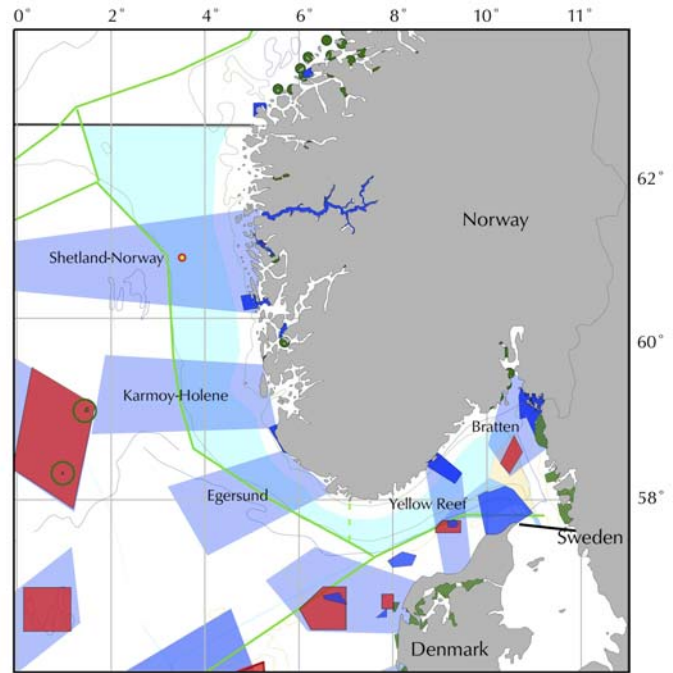 0° 2° 4° 6° 8° 10° 11°
62°
Norway
Shetland-Norway
60°
Karmoy-Holene
Bratten
Egersund
Yellow Reef
58°
Sweden
Denmark